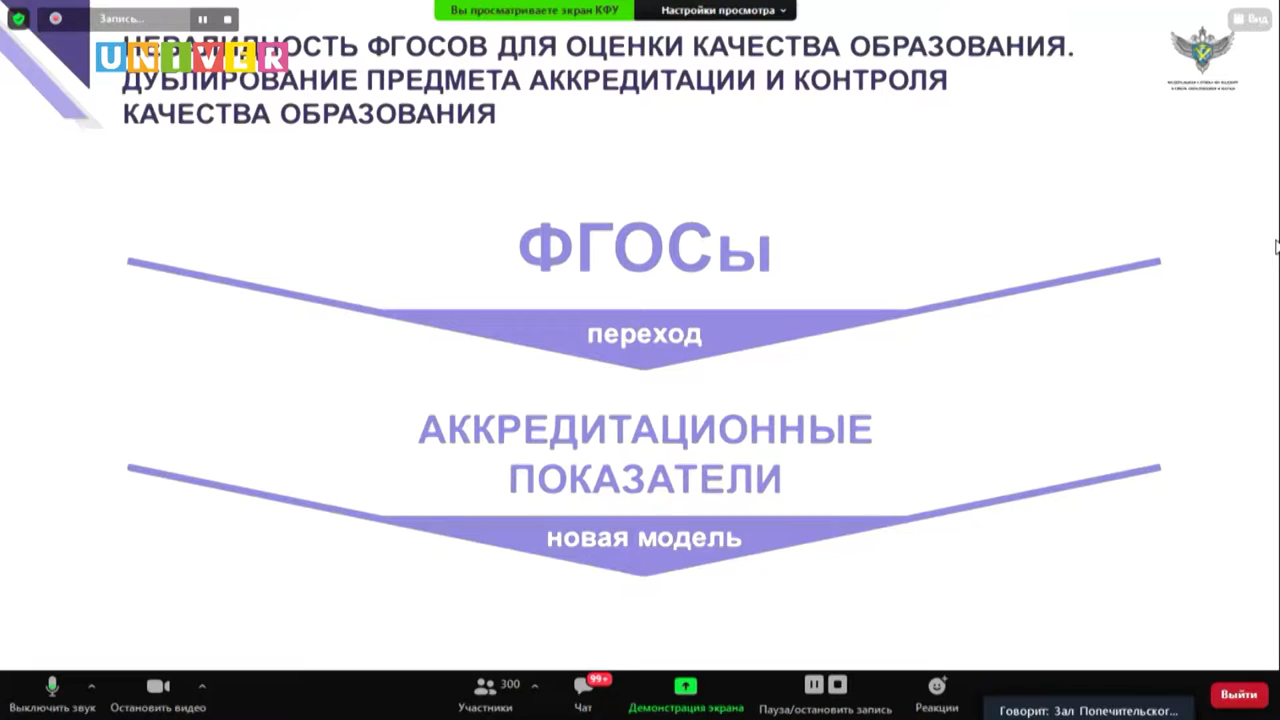 Запись...
Вы просматриваете экран КФУ
Настройки просмотра
Вид
UNIVER
ФГОСОВ ДЛЯ ОЦЕНКИ КАЧЕСТВА ОБРАЗОВАНИЯ.
ДУБЛИРОВАНИЕ ПРЕДМЕТА АККРЕДИТАЦИИ И КОНТРОЛЯ
КАЧЕСТВА ОБРАЗОВАНИЯ
ФГОСы
переход
АККРЕДИТАЦИОННЫЕ
ПОКАЗАТЕЛИ
новая модель
300
99+
Выключить звук
Остановить видео
Участники
Чат
Демонстрация экрана
Пауза/остановить запись
Реакции
Говорит: Зал Попечительског...
Выйти